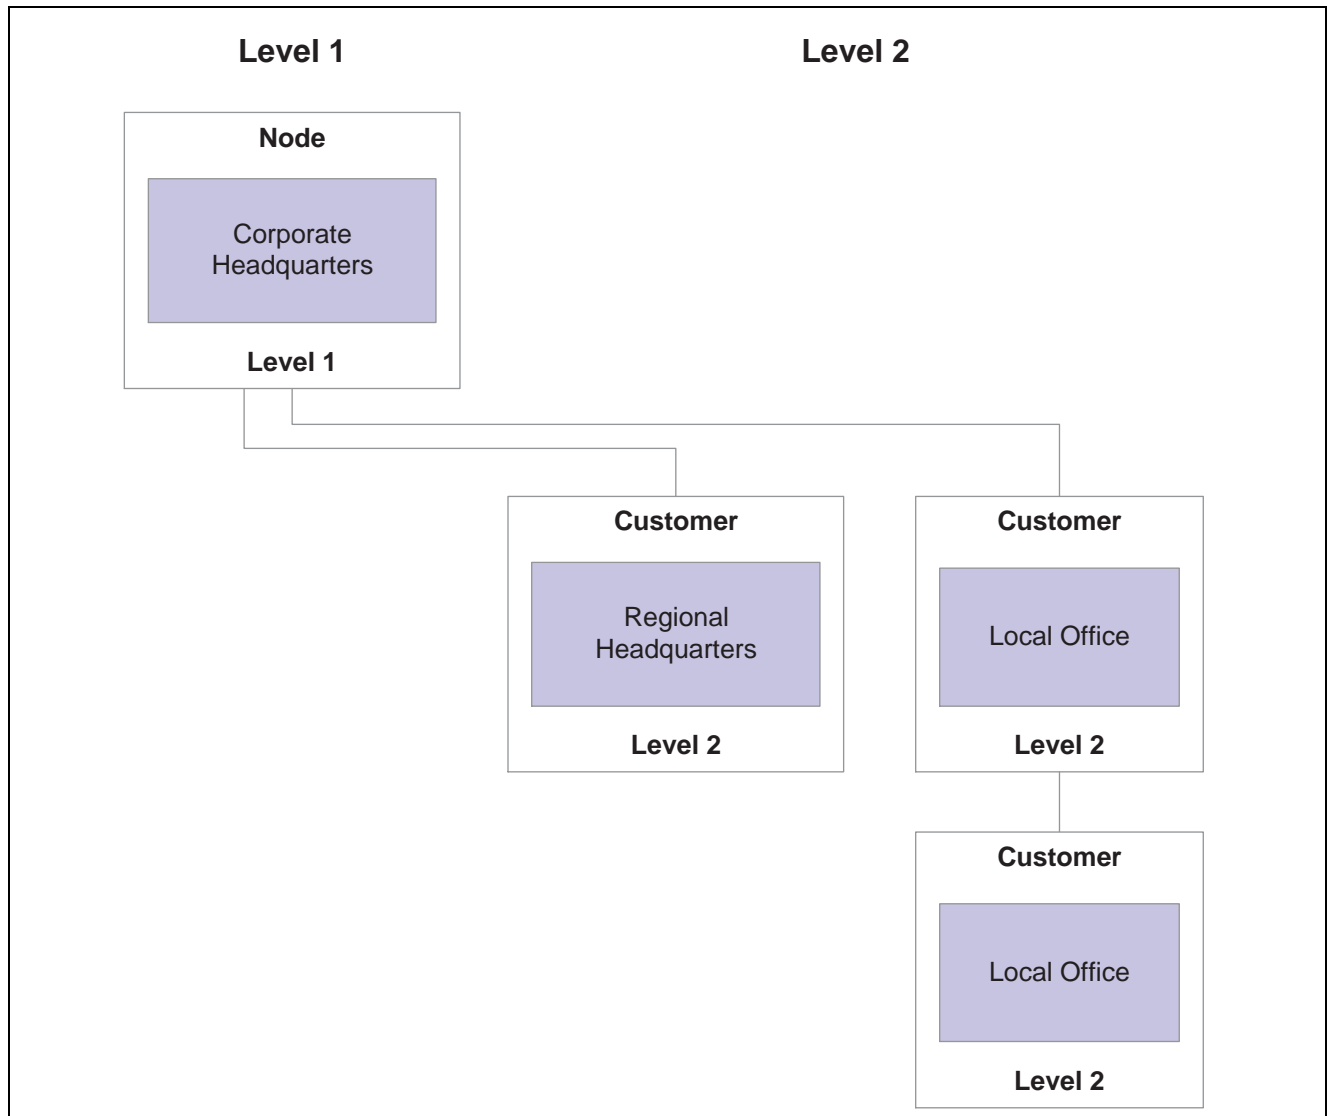 Level 1
Level 2
Node
Corporate
Headquarters
Level 1
Customer
Regional
Headquarters
Level 2
Customer
Local Office
Level 2
Customer
Local Office
Level 2